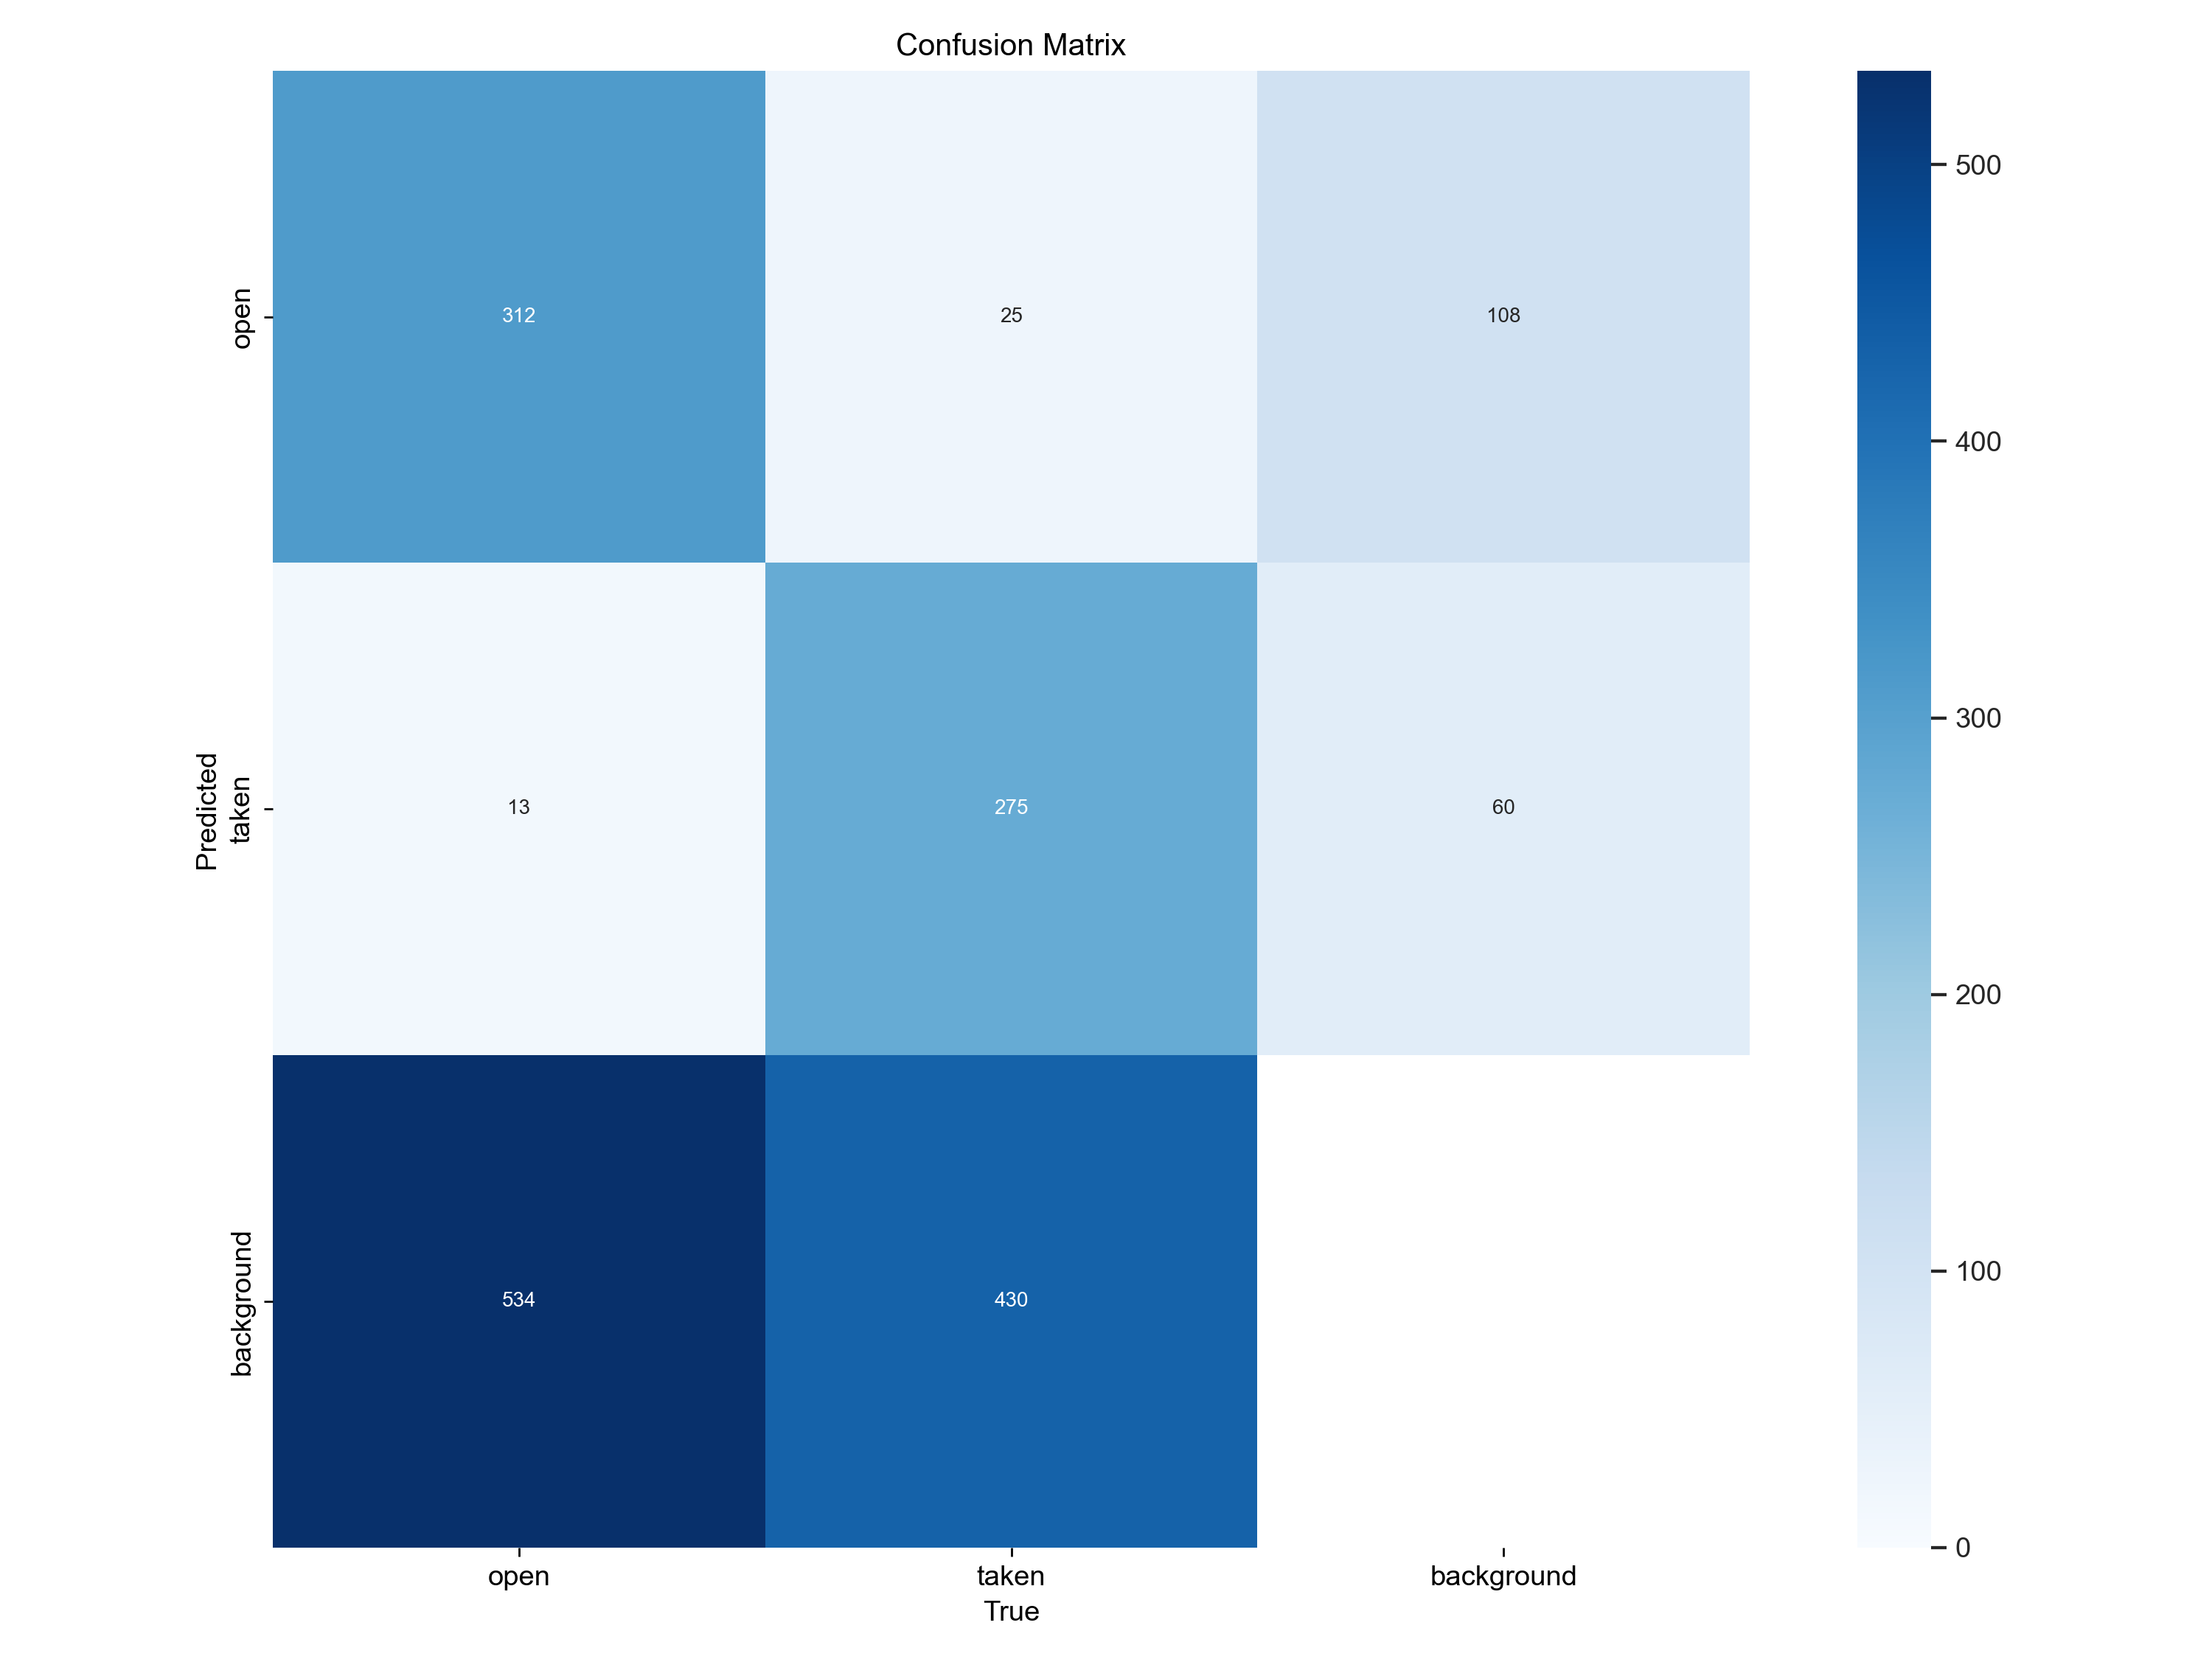 Confusion Matrix
open
312
25
108
Predicted
taken
13
275
60
background
534
430
open
taken
background
True
500
400
300
200
100
0